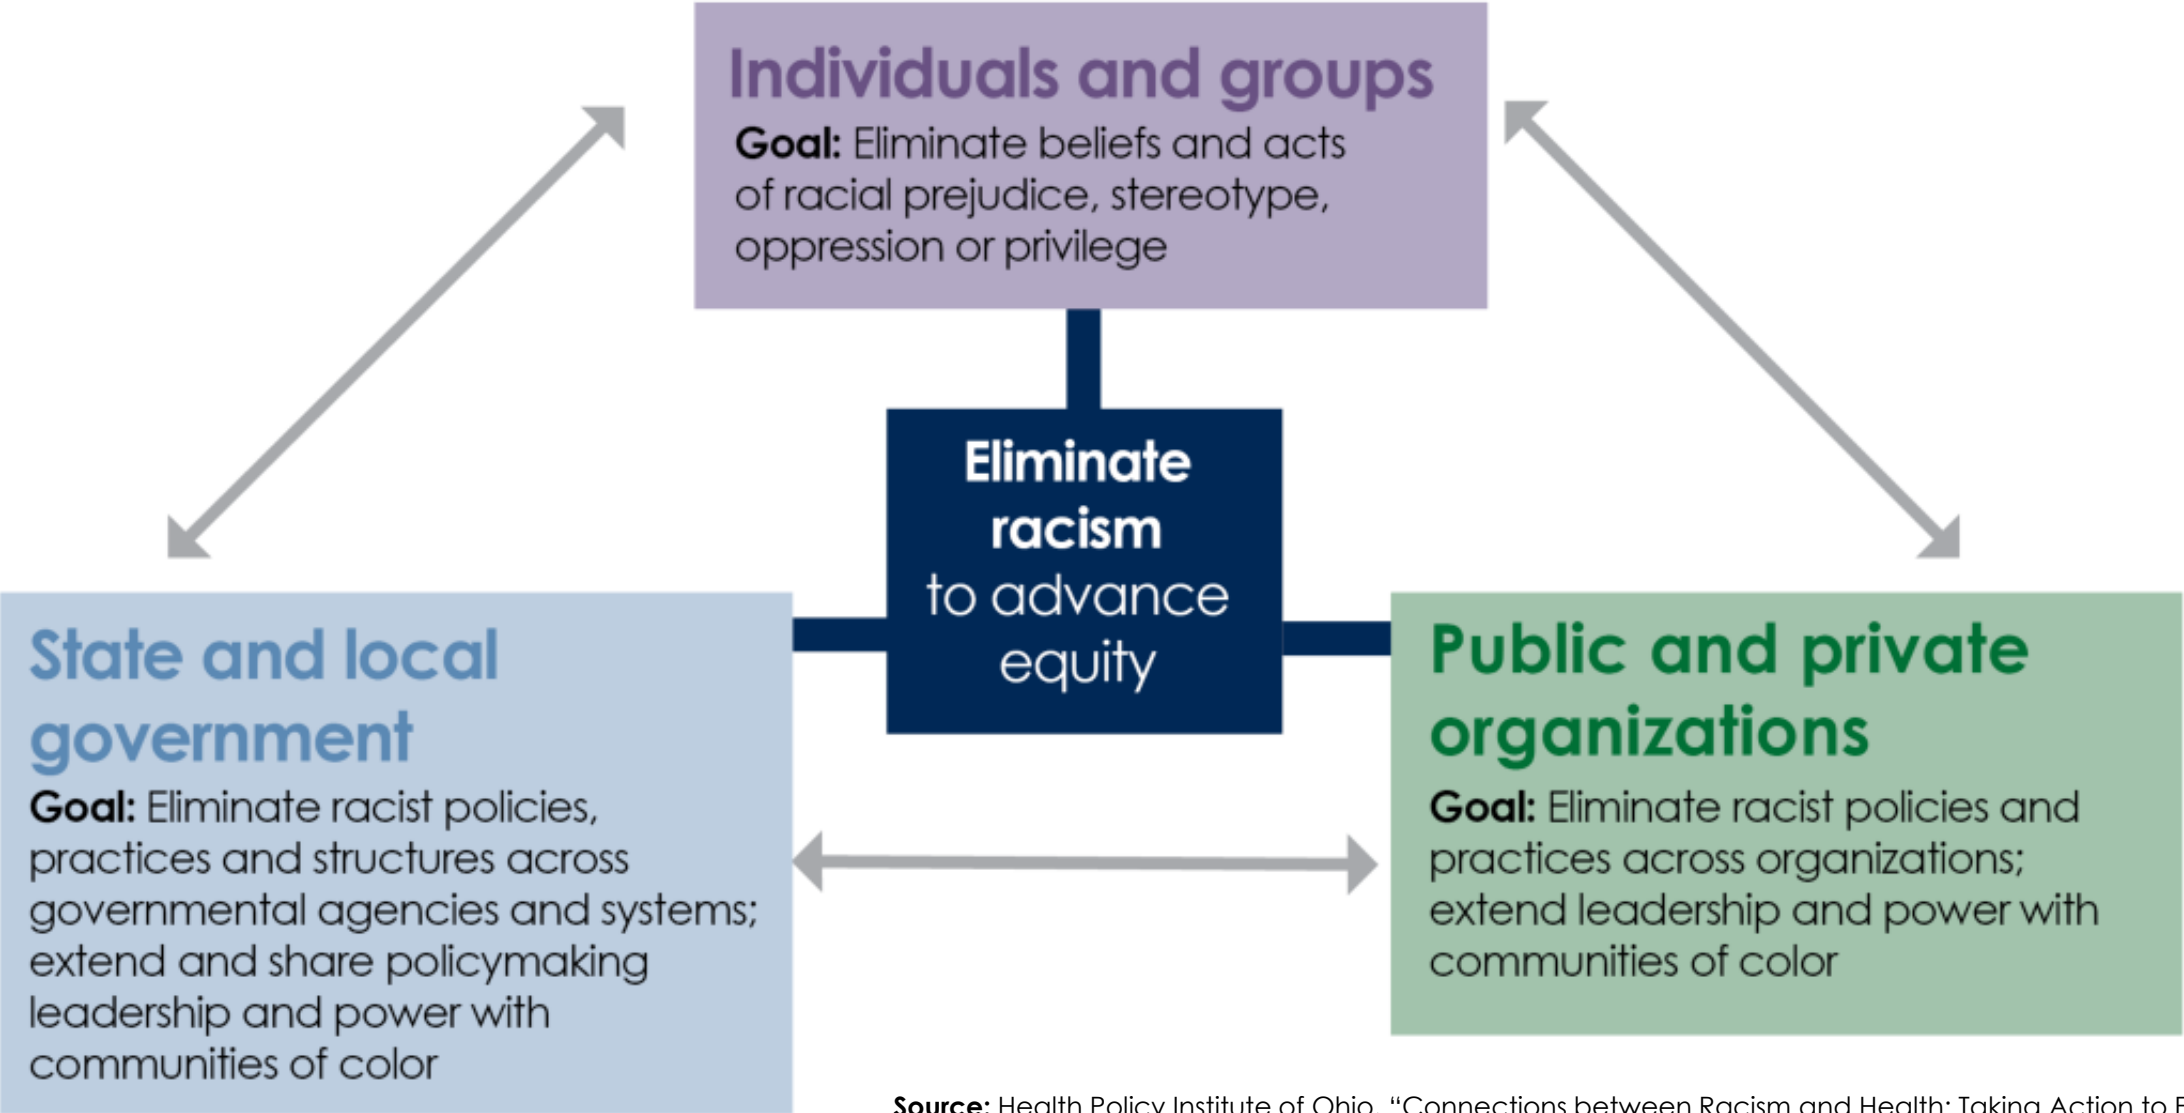 Individuals and groups
Goal: Eliminate beliefs and acts
of racial prejudice, stereotype,
oppression or privilege
Eliminate
racism
to advance
equity
State and local
government
Goal: Eliminate racist policies,
practices and structures across
governmental agencies and systems;
extend and share policymaking
leadership and power with
communities of color
Public and private
organizations
Goal: Eliminate racist policies and
practices across organizations;
extend leadership and power with
communities of color
Source: Health Policy Institute of Ohio, “Connections between Racism and Health: Taking Action to